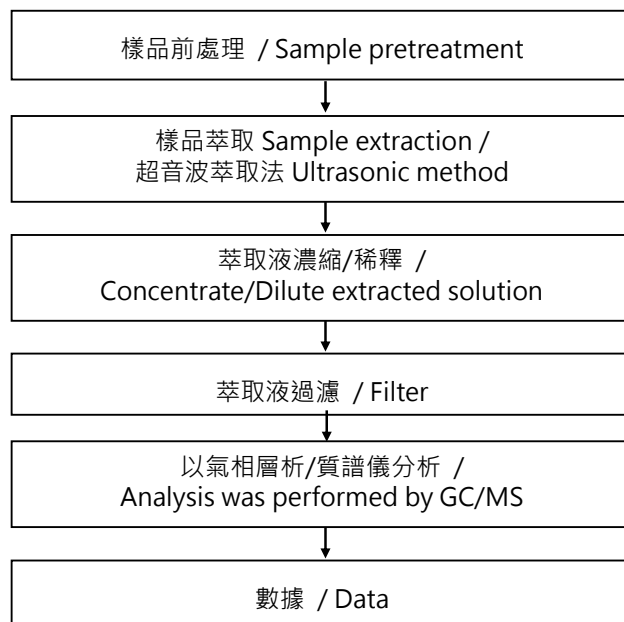 樣品前處理 / Sample pretreatment
樣品萃取 Sample extraction /
超音波萃取法 Ultrasonic method
萃取液濃縮/稀釋 /
Concentrate/Dilute extracted solution
萃取液過濾 / Filter
以氣相層析/質譜儀分析 /
Analysis was performed by GC/MS
數據 / Data